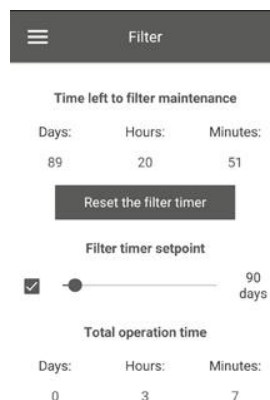 Filter
Time left to filter maintenance
Days: Hours: Minutes:
89 20 51
Reset the filter timer
Filter timer setpoint
90
days
Total operation time
Days: Hours: Minutes:
0 3 7